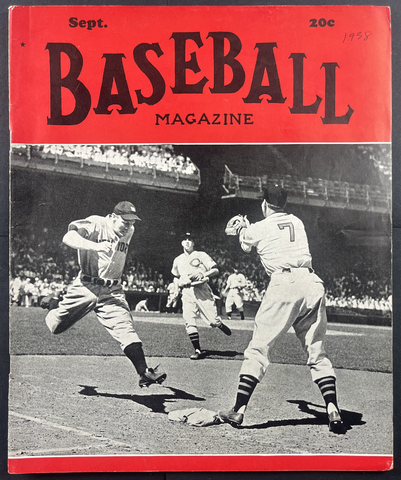 Sept. 20c
1938
BASEBALL
MAGAZINE
7